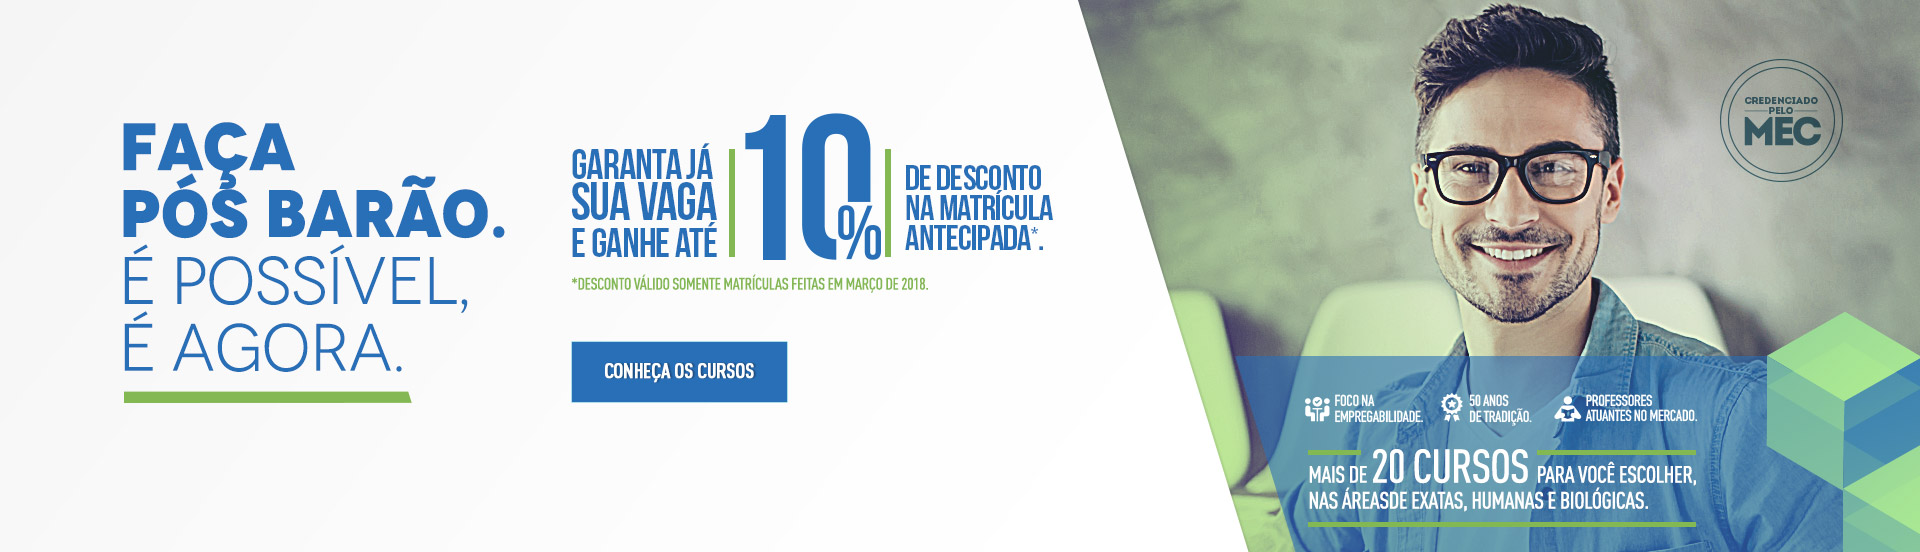 FAÇA
PÓS BARÃO.
É POSSÍVEL,
É AGORA.
GARANTA JÁ
SUA VAGA
E GANHE ATÉ
10%
DE DESCONTO
NA MATRÍCULA
ANTECIPADA*.
*DESCONTO VÁLIDO SOMENTE MATRÍCULAS FEITAS EM MARÇO DE 2018.
CONHEÇA OS CURSOS
CREDENCIADO
PELO
MEC
FOCO NA
EMPREGABILIDADE.
50 ANOS
DE TRADIÇÃO.
PROFESSORES
ATUANTES NO MERCADO.
MAIS DE 20 CURSOS PARA VOCÊ ESCOLHER,
NAS ÁREASDE EXATAS, HUMANAS E BIOLÓGICAS.